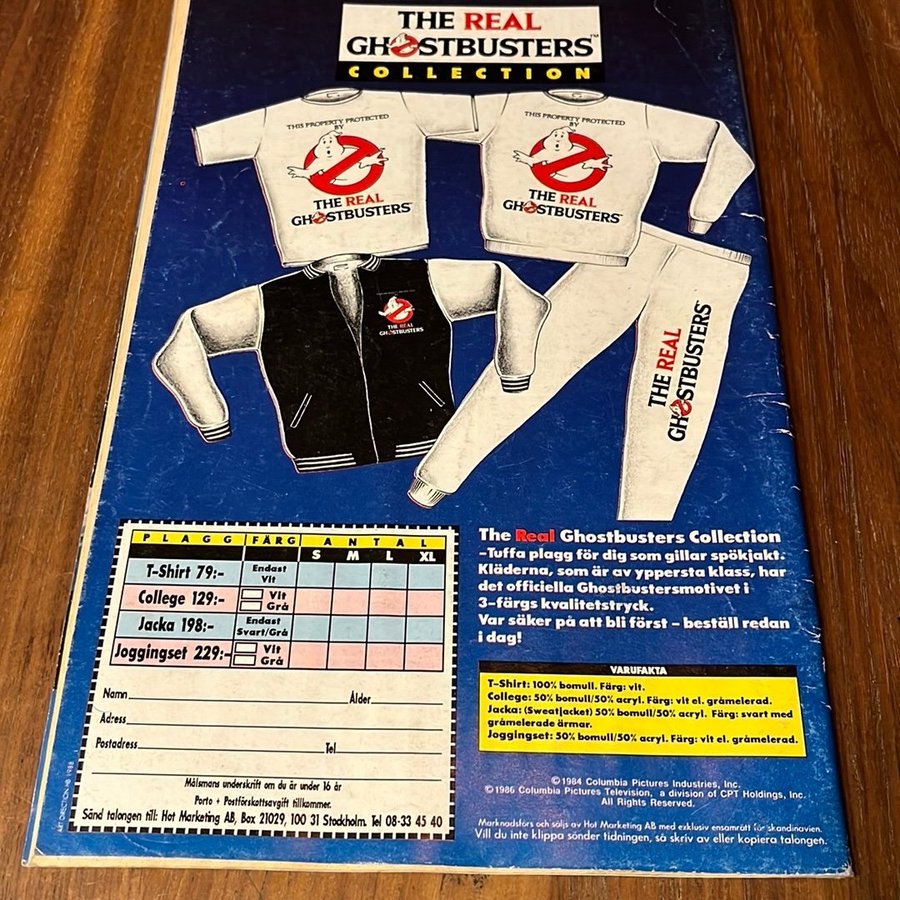 THE REAL
GHOSTBUSTERS™
COLLECTION
THIS PROPERTY PROTECTED
BY
THE REAL
GHOSTBUSTERS
THIS PROPERTY PROTECTED
BY
THE REAL
GHOSTBUSTERS
THE REAL
GHOSTBUSTERS
THE REAL
GHOSTBUSTERS
PLAGG FÄRG ANTAL
S M L XL
T-Shirt 79:- Endast
Vit
College 129:- Vit
Grå
Jacka 198:- Endast
Svart/Grå
Joggingset 229:- Vit
Grå
Namn Ålder
Adress
Postadress Tel
Målsmans underskrift om du är under 16 år
Porto + Postförskottsavgift tillkommer.
Sänd talongen till: Hot Marketing AB, Box 21029, 100 31 Stockholm. Tel 08-33 45 40
The Real Ghostbusters Collection
–Tuffa plagg för dig som gillar spökjakt.
Kläderna, som är av yppersta klass, har
det officiella Ghostbustersmotivet i
3-färgs kvalitetstryck.
Var säker på att bli först – beställ redan
i dag!
VARUFAKTA
T-Shirt: 100% bomull. Färg: vit.
College: 50% bomull/50% acryl. Färg: vit el. gråmelerad.
Jacka: (Sweatjacket) 50% bomull/50% acryl. Färg: svart med
gråmelerade ärmar.
Joggingset: 50% bomull/50% acryl. Färg: vit el. gråmelerad.
©1984 Columbia Pictures Industries, Inc.
©1986 Columbia Pictures Television, a division of CPT Holdings, Inc.
All Rights Reserved.
Marknadsförs och säljs av Hot Marketing AB med exklusiv ensamrätt för skandinavien.
Vill du inte klippa sönder tidningen, så skriv av eller kopiera talongen.
ART DIRECTION AB 1988